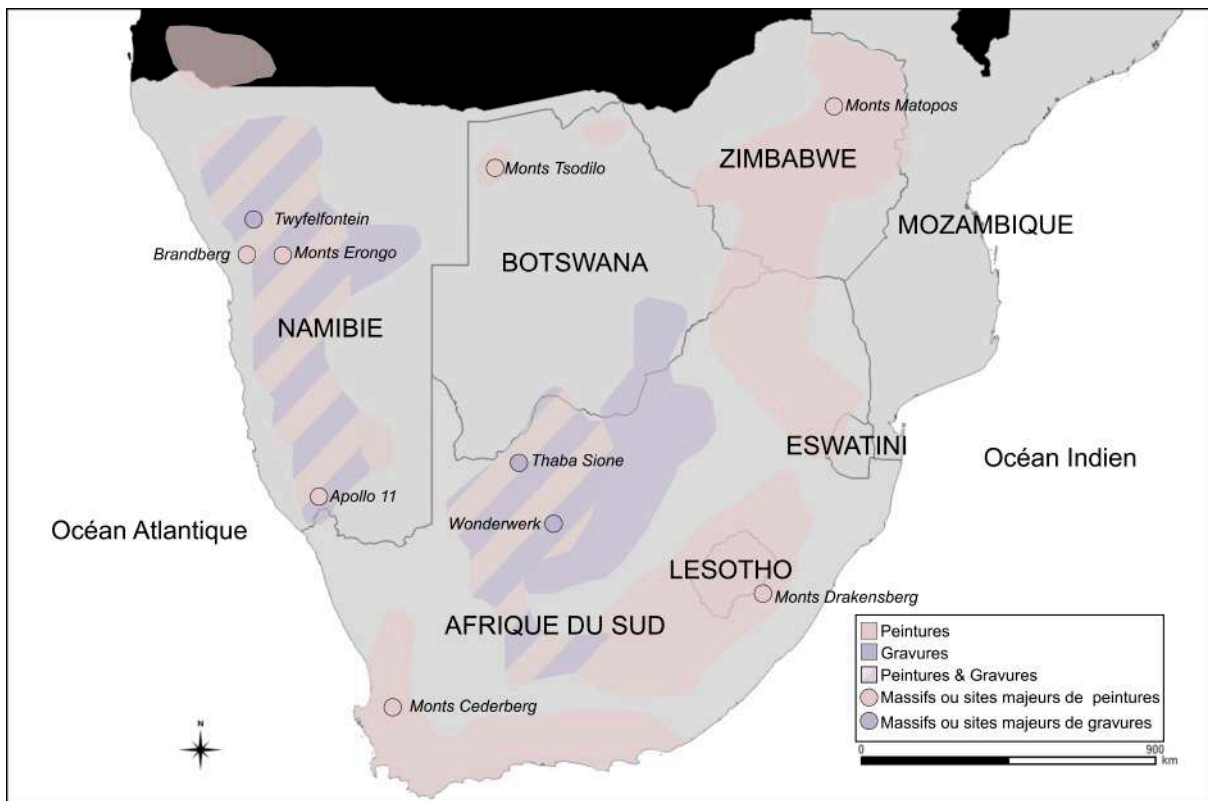 Monts Matopos
ZIMBABWE
Monts Tsodilo
MOZAMBIQUE
Twyfelfontein
Brandberg
Monts Erongo
BOTSWANA
NAMIBIE
ESWATINI
Océan Indien
Thaba Sione
Apollo 11
Wonderwerk
Océan Atlantique
LESOTHO
Monts Drakensberg
AFRIQUE DU SUD
Monts Cederberg
Peintures
Gravures
Peintures & Gravures
Massifs ou sites majeurs de peintures
Massifs ou sites majeurs de gravures
N
0 900
km